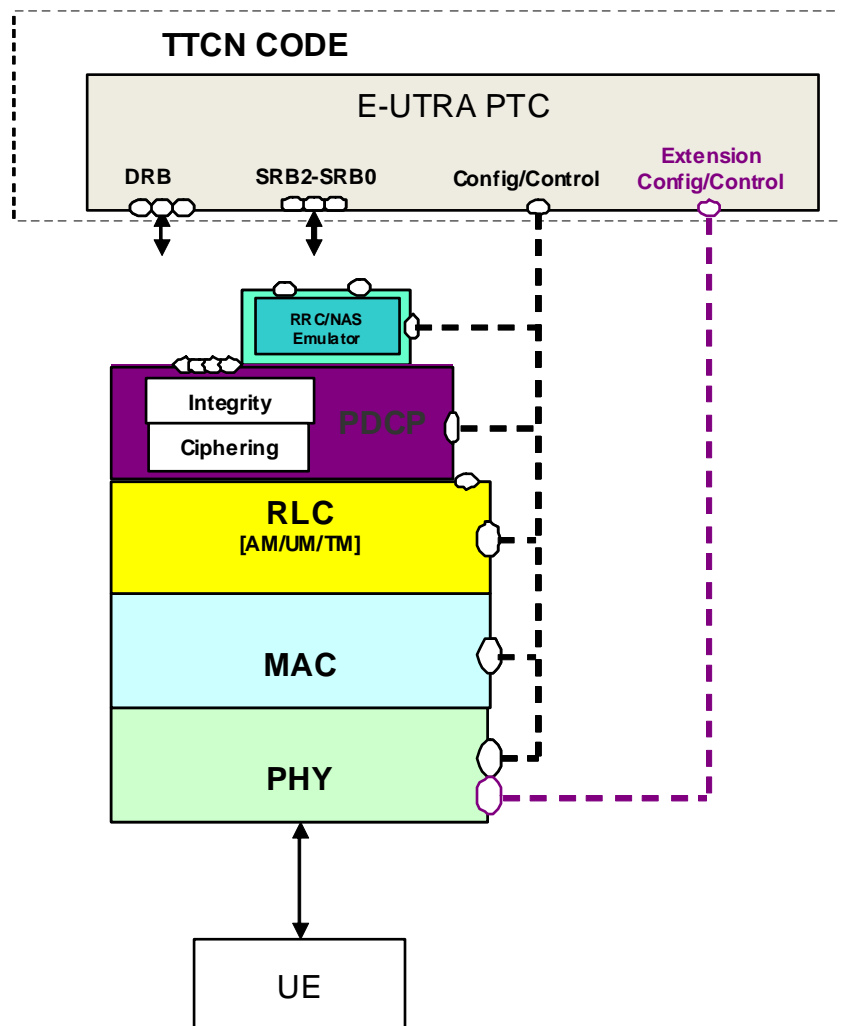 TTCN CODE
E-UTRA PTC
DRB
SRB2-SRB0
Config/Control
Extension
Config/Control
RRC/NAS
Emulator
Integrity
Ciphering
PDCP
RLC
[AM/UM/TM]
MAC
PHY
UE